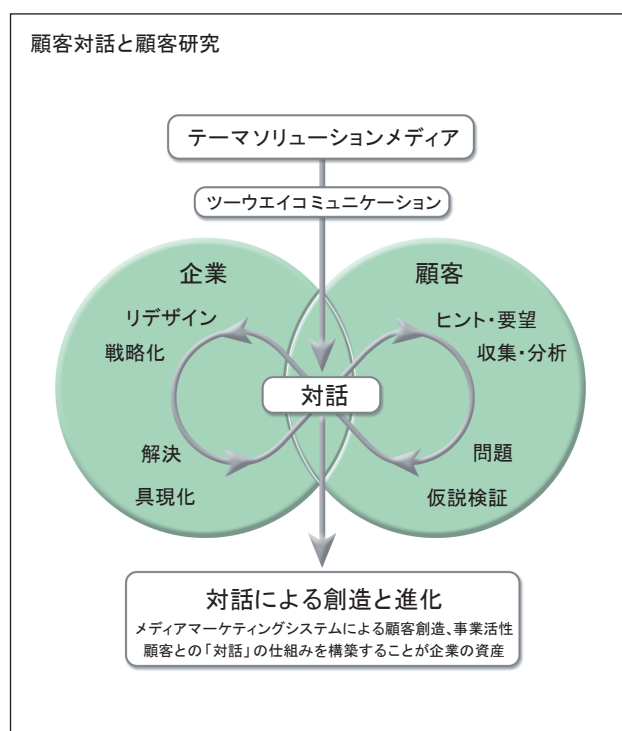 顧客対話と顧客研究
テーマソリューションメディア
ツーウエイコミュニケーション
企業
顧客
リデザイン
戦略化
ヒント・要望
収集・分析
対話
解決
具現化
問題
仮説検証
対話による創造と進化
メディアマーケティングシステムによる顧客創造、事業活性
顧客との「対話」の仕組みを構築することが企業の資産